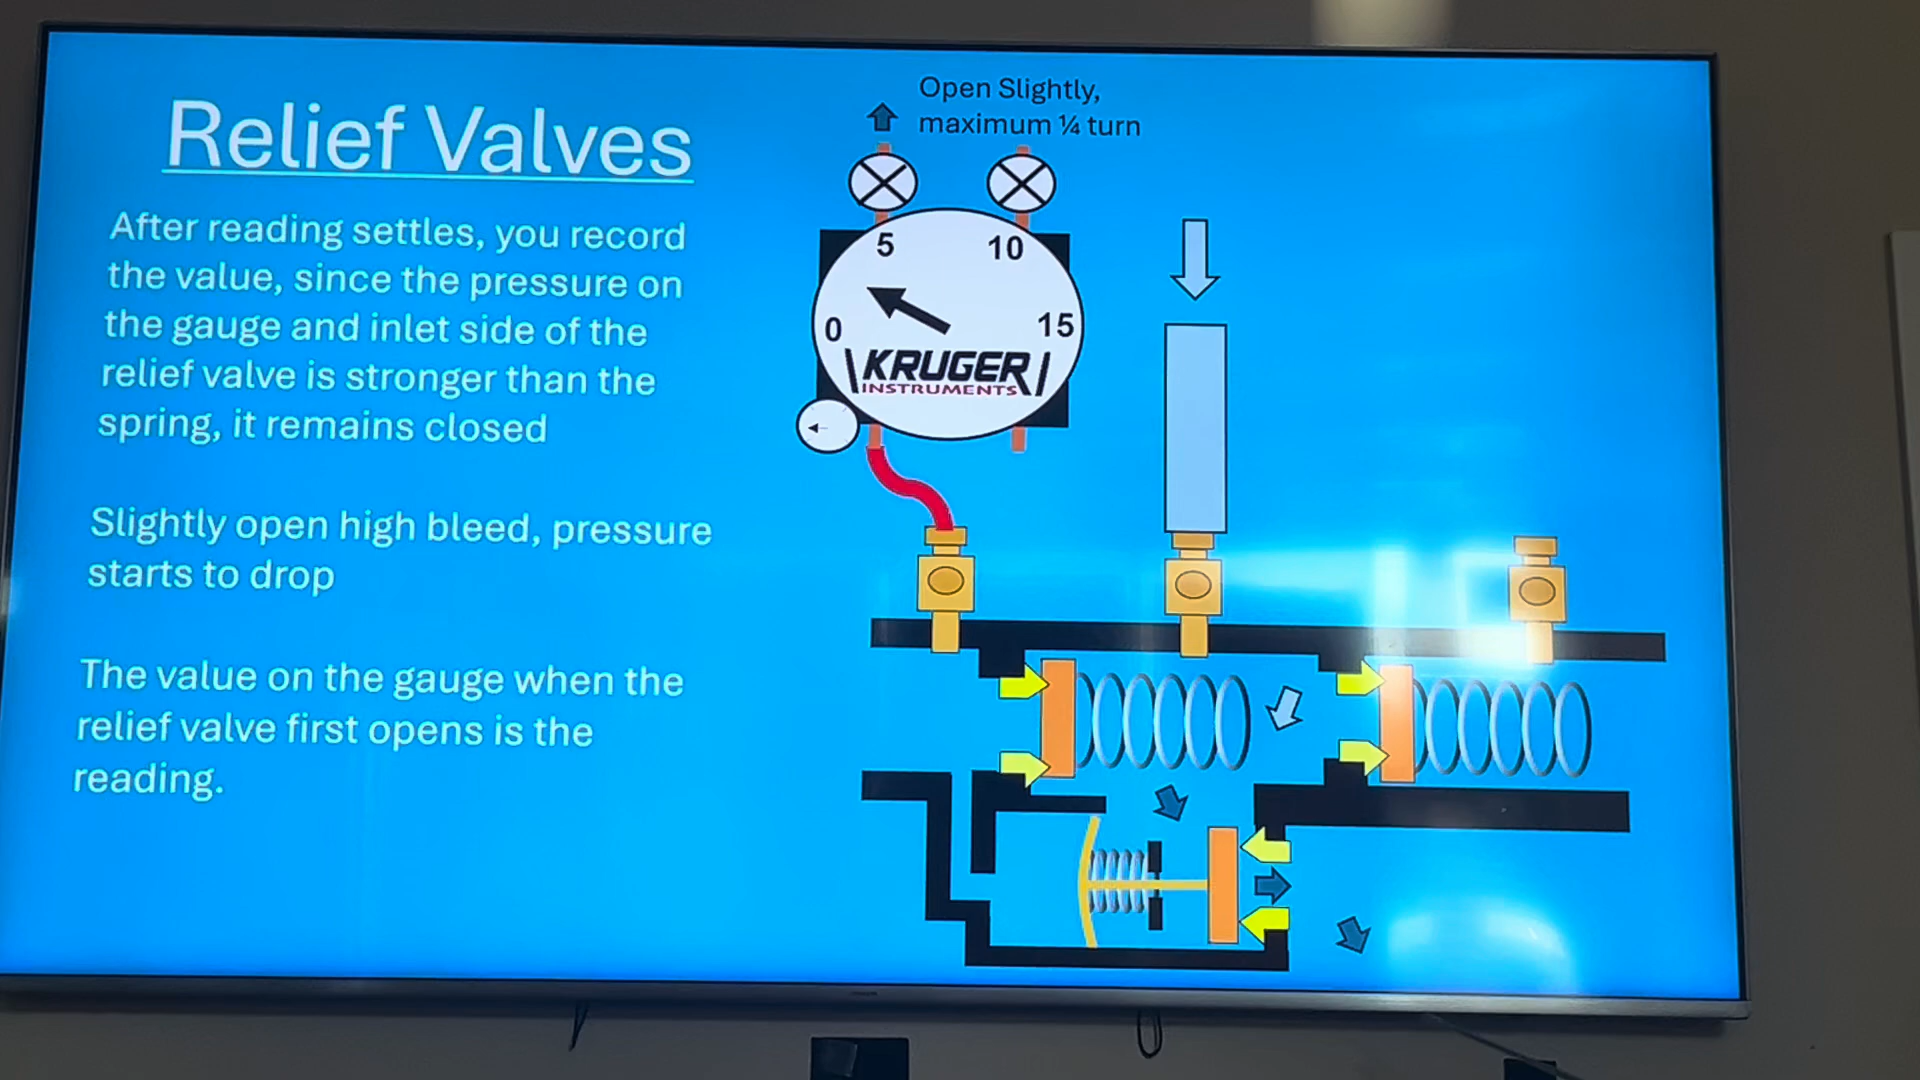 Relief Valves
After reading settles, you record
the value, since the pressure on
the gauge and inlet side of the
relief valve is stronger than the
spring, it remains closed
Slightly open high bleed, pressure
starts to drop
The value on the gauge when the
relief valve first opens is the
reading.
Open Slightly,
maximum ¼ turn
5 10
0 15
KRUGER
INSTRUMENTS